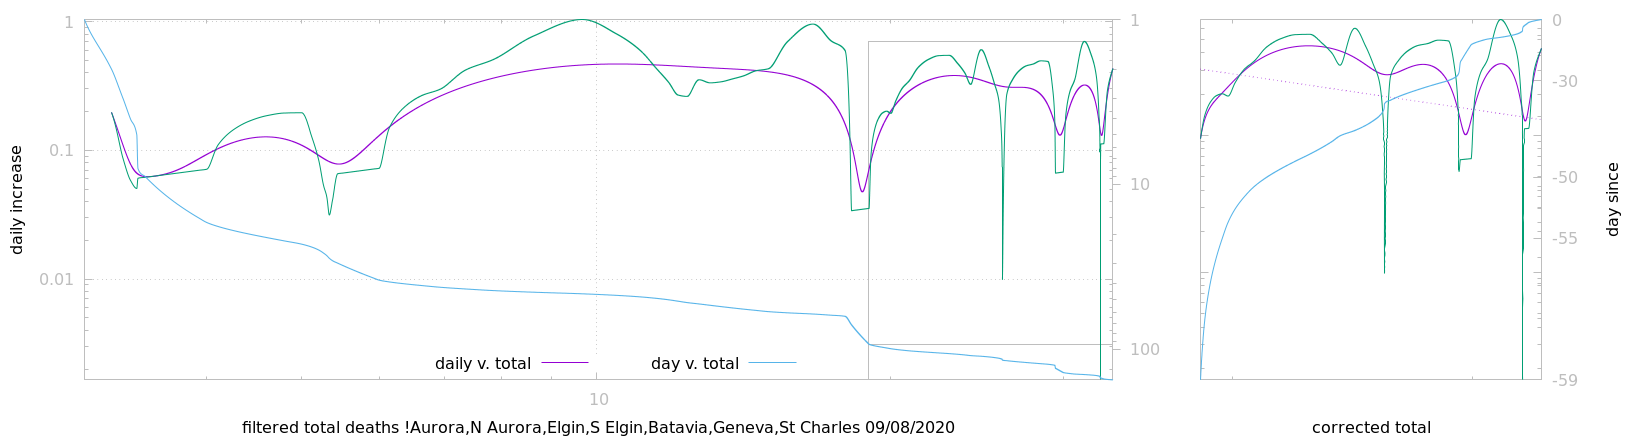 1
0.1
0.01
daily increase
10
1
10
100
daily v. total
day v. total
filtered total deaths !Aurora,N Aurora,Elgin,S Elgin,Batavia,Geneva,St Charles 09/08/2020
0
-30
-50
-55
-59
day since
corrected total